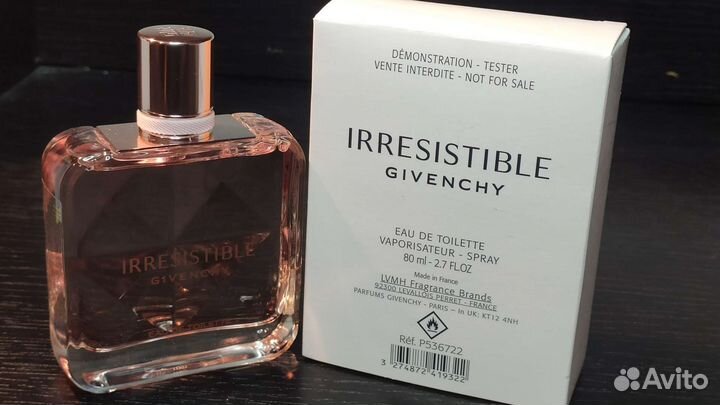 IRRESISTIBLE
GIVENCHY
DÉMONSTRATION - TESTER
VENTE INTERDITE - NOT FOR SALE
IRRESISTIBLE
GIVENCHY
EAU DE TOILETTE
VAPORISATEUR - SPRAY
80 ml - 2.7 FL.OZ
Made in France
LVMH Fragrance Brands
92300 LEVALLOIS PERRET - FRANCE
PARFUMS GIVENCHY - PARIS – In UK: KT12 4NH
Réf. P536722
3 274872 419322
Avito